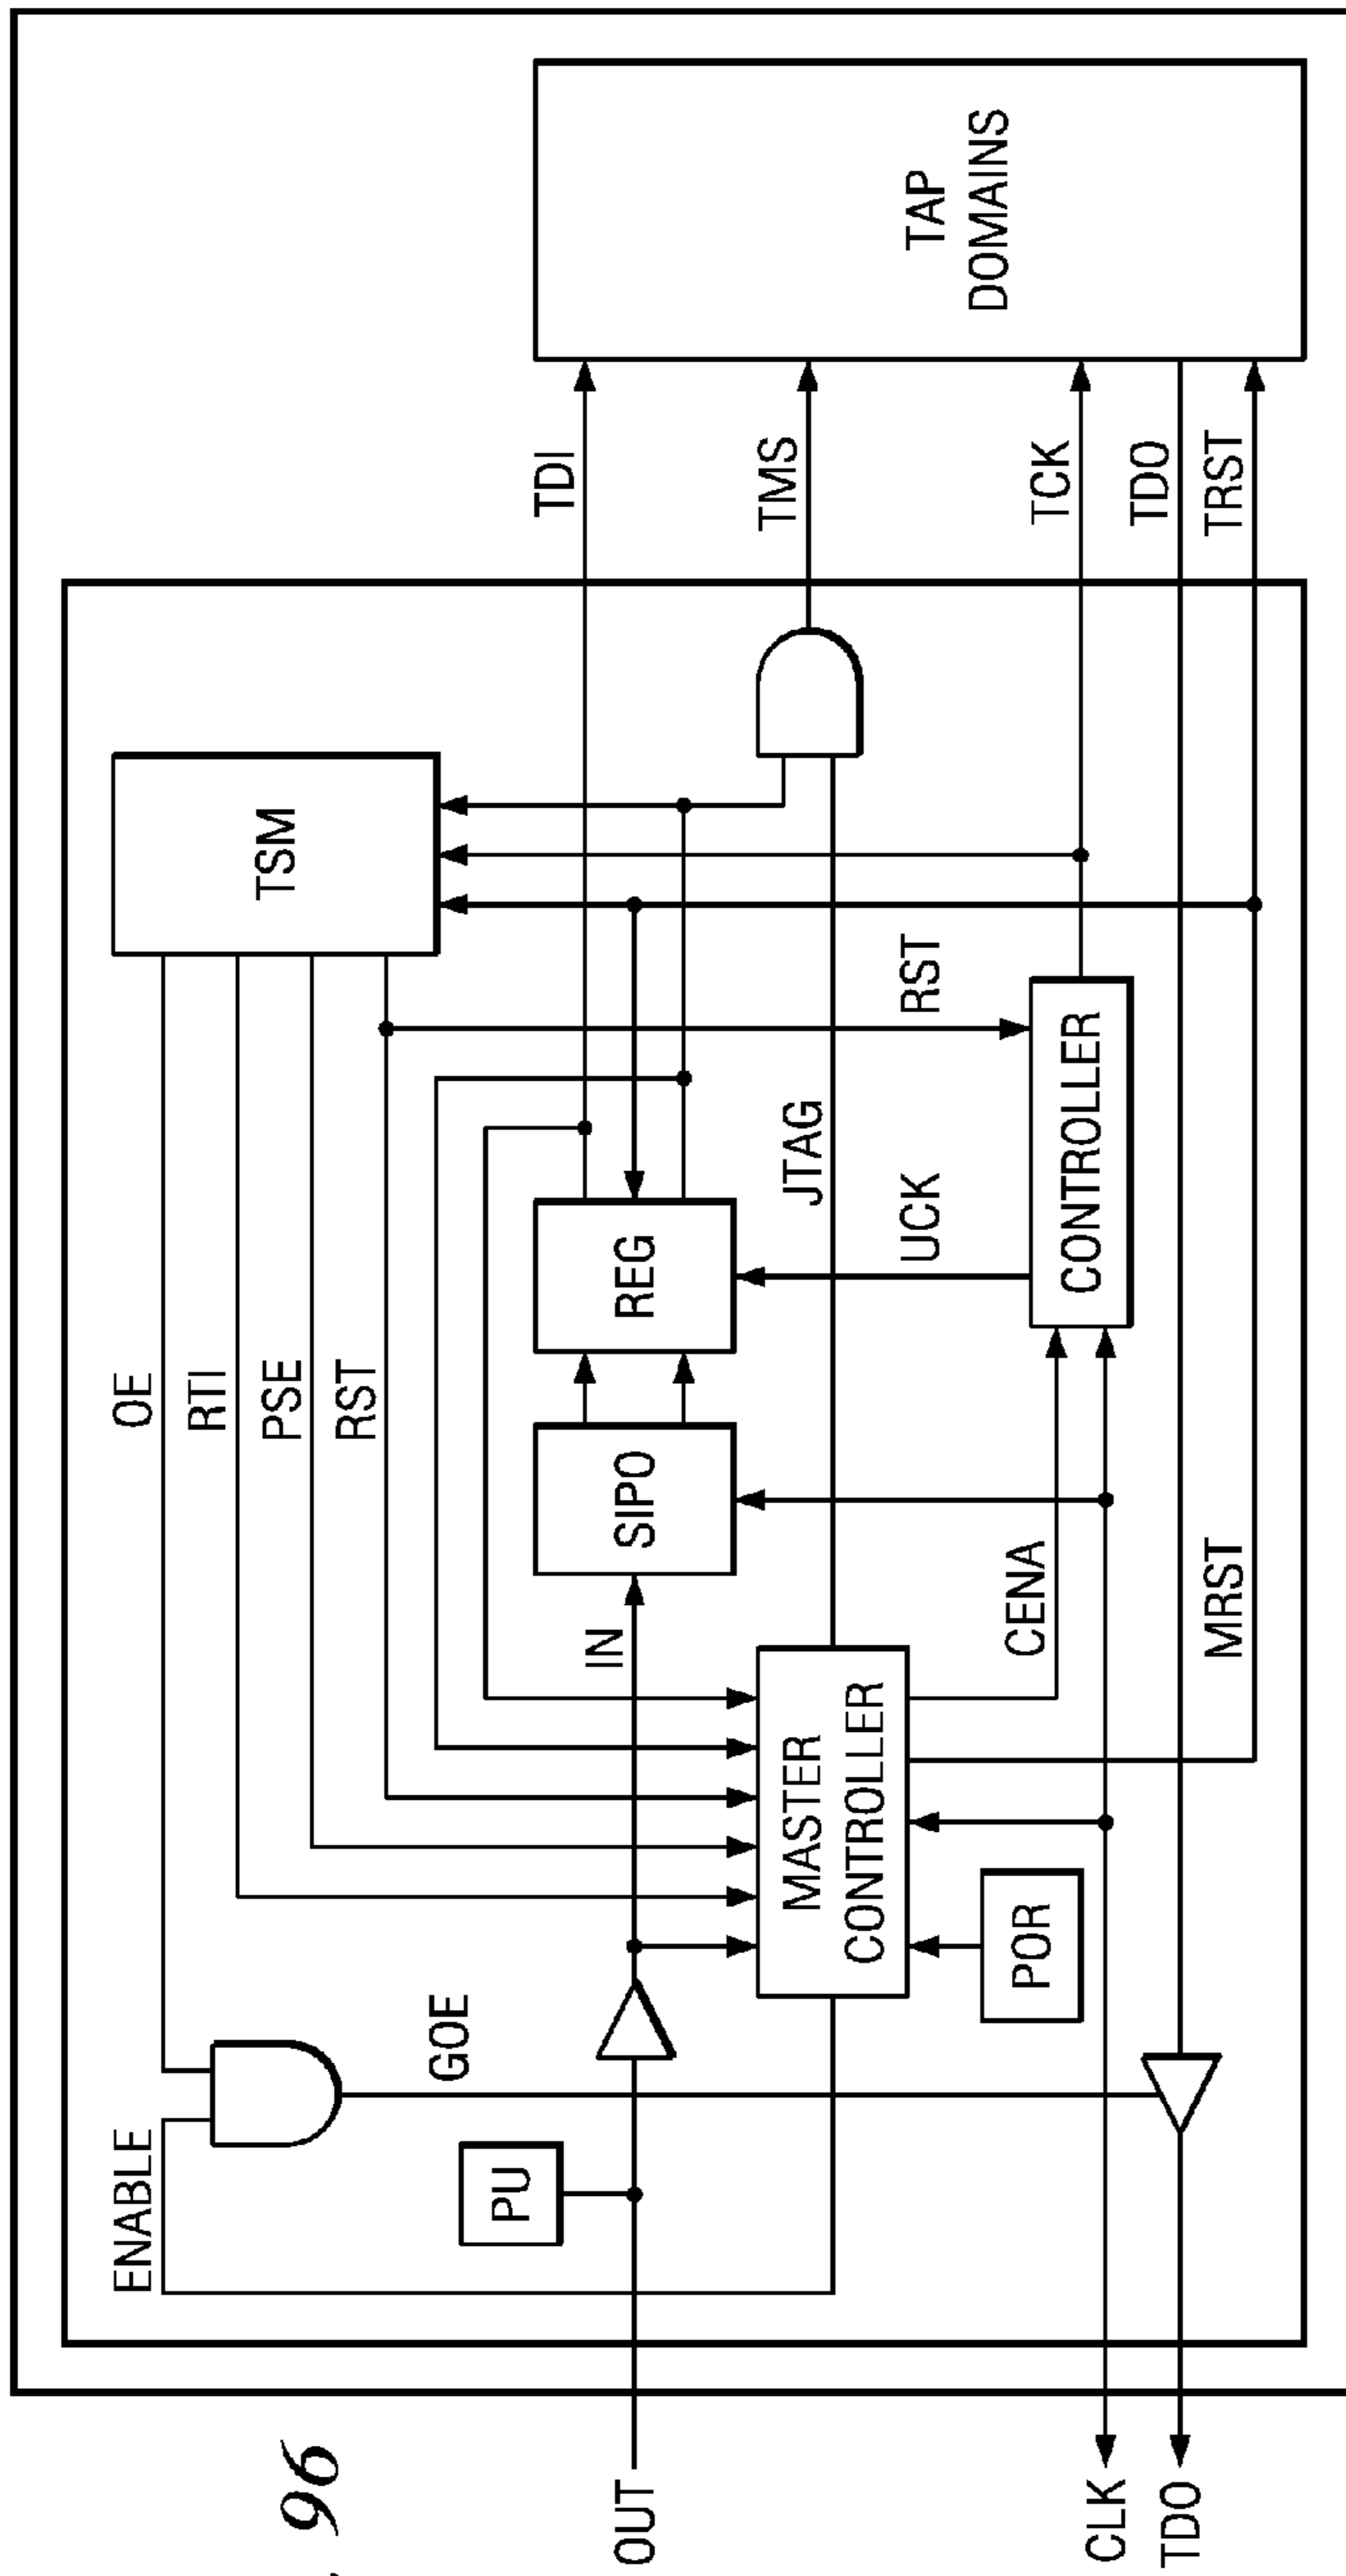 96
ENABLE
OE
RTI
PSE
RST
TSM
GOE
PU
OUT
IN
SIPO
REG
TDI
TAP
DOMAINS
TMS
JTAG
MASTER
CONTROLLER
UCK
RST
CENA
CONTROLLER
TCK
POR
CLK
TDO
TDO
MRST
TRST